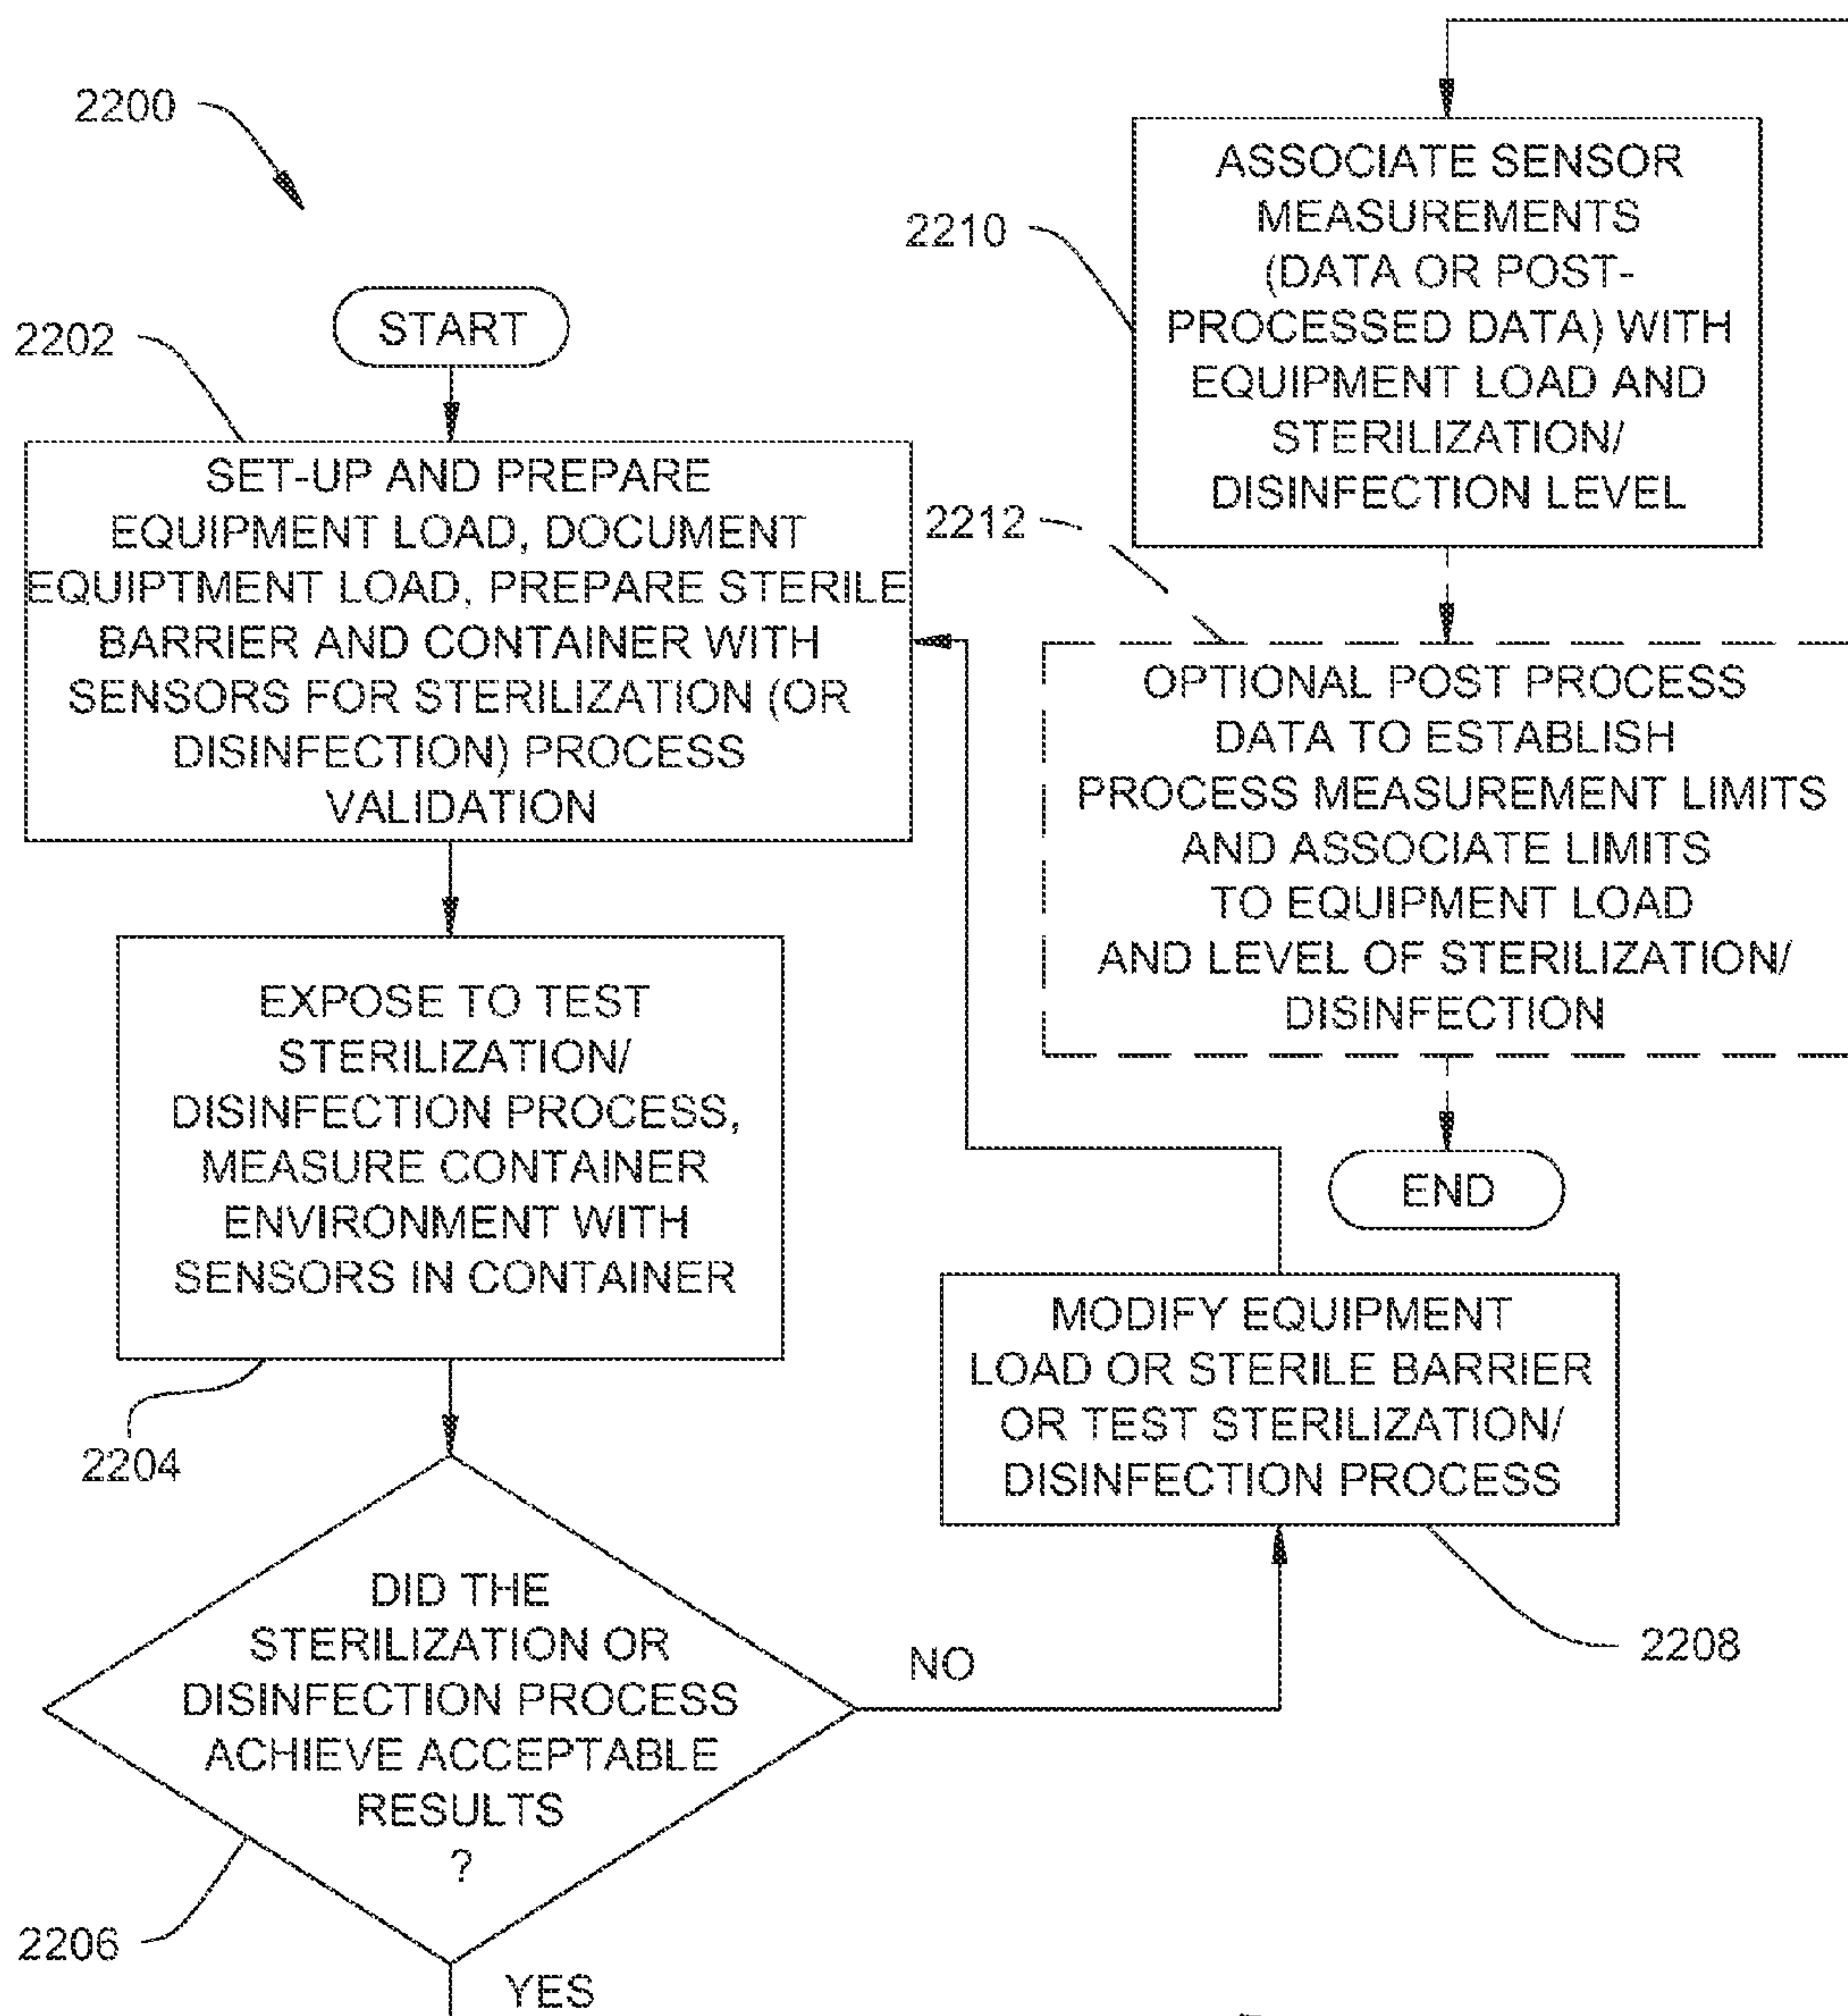 2200
START
2202
SET-UP AND PREPARE
EQUIPMENT LOAD, DOCUMENT
EQUIPTMENT LOAD, PREPARE STERILE
BARRIER AND CONTAINER WITH
SENSORS FOR STERILIZATION (OR
DISINFECTION) PROCESS
VALIDATION
EXPOSE TO TEST
STERILIZATION/
DISINFECTION PROCESS,
MEASURE CONTAINER
ENVIRONMENT WITH
SENSORS IN CONTAINER
2204
DID THE
STERILIZATION OR
DISINFECTION PROCESS
ACHIEVE ACCEPTABLE
RESULTS
?
2206
YES
NO
MODIFY EQUIPMENT
LOAD OR STERILE BARRIER
OR TEST STERILIZATION/
DISINFECTION PROCESS
2208
2210
ASSOCIATE SENSOR
MEASUREMENTS
(DATA OR POST-
PROCESSED DATA) WITH
EQUIPMENT LOAD AND
STERILIZATION/
DISINFECTION LEVEL
2212
OPTIONAL POST PROCESS
DATA TO ESTABLISH
PROCESS MEASUREMENT LIMITS
AND ASSOCIATE LIMITS
TO EQUIPMENT LOAD
AND LEVEL OF STERILIZATION/
DISINFECTION
END